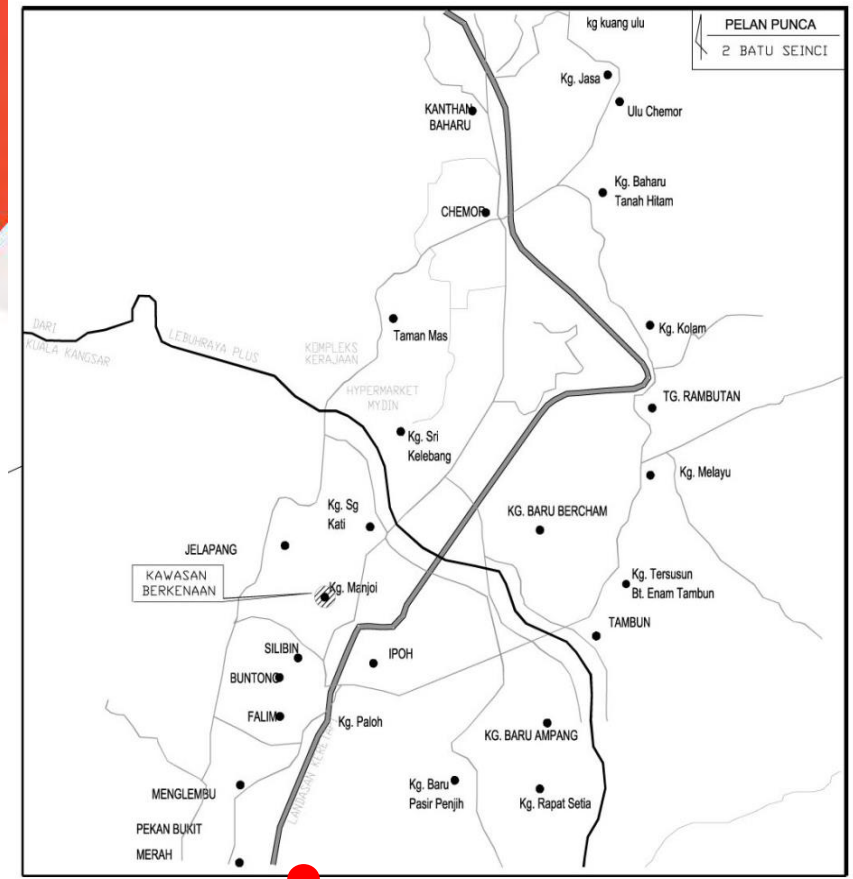 kg kuang ulu
PELAN PUNCA
2 BATU SEINCI
Kg. Jasa
KANTHAN
BAHARU
Ulu Chemor
Kg. Baharu
Tanah Hitam
CHEMOR
DARI
KUALA KANGSAR
LEBUHRAYA PLUS
Taman Mas
KOMPLEKS
KERAJAAN
Kg. Kolam
HYPERMARKET
MYDIN
TG. RAMBUTAN
Kg. Sri
Kelebang
Kg. Melayu
Kg. Sg
Kati
KG. BARU BERCHAM
JELAPANG
KAWASAN
BERKENAAN
Kg. Manjoi
Kg. Tersusun
Bt. Enam Tambun
TAMBUN
SILIBIN
IPOH
BUNTONG
FALIM
Kg. Paloh
KG. BARU AMPANG
LANDASAN KERETAPI
MENGLEMBU
Kg. Baru
Pasir Penjih
Kg. Rapat Setia
PEKAN BUKIT
MERAH